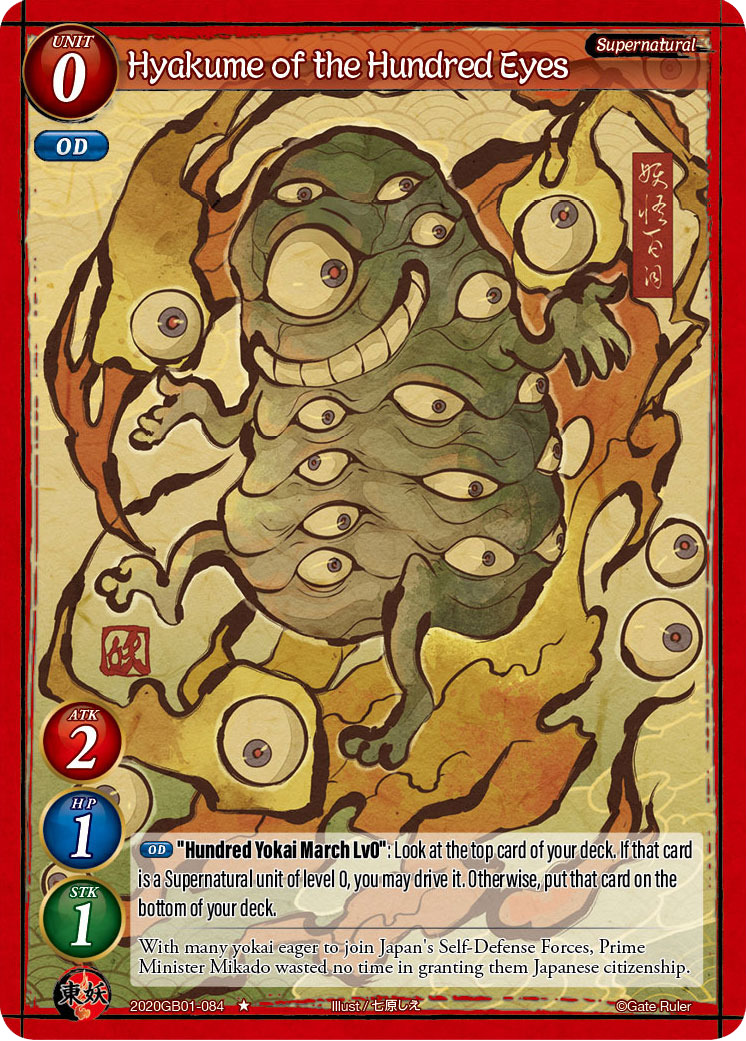 UNIT
0
Hyakume of the Hundred Eyes
Supernatural
OD
妖怪百目
ATK
2
HP
1
STK
1
OD "Hundred Yokai March Lv0": Look at the top card of your deck. If that card
is a Supernatural unit of level 0, you may drive it. Otherwise, put that card on the
bottom of your deck.
With many yokai eager to join Japan's Self-Defense Forces, Prime
Minister Mikado wasted no time in granting them Japanese citizenship.
東妖
2020GB01-084 ★ Illust / 七原しえ ©Gate Ruler